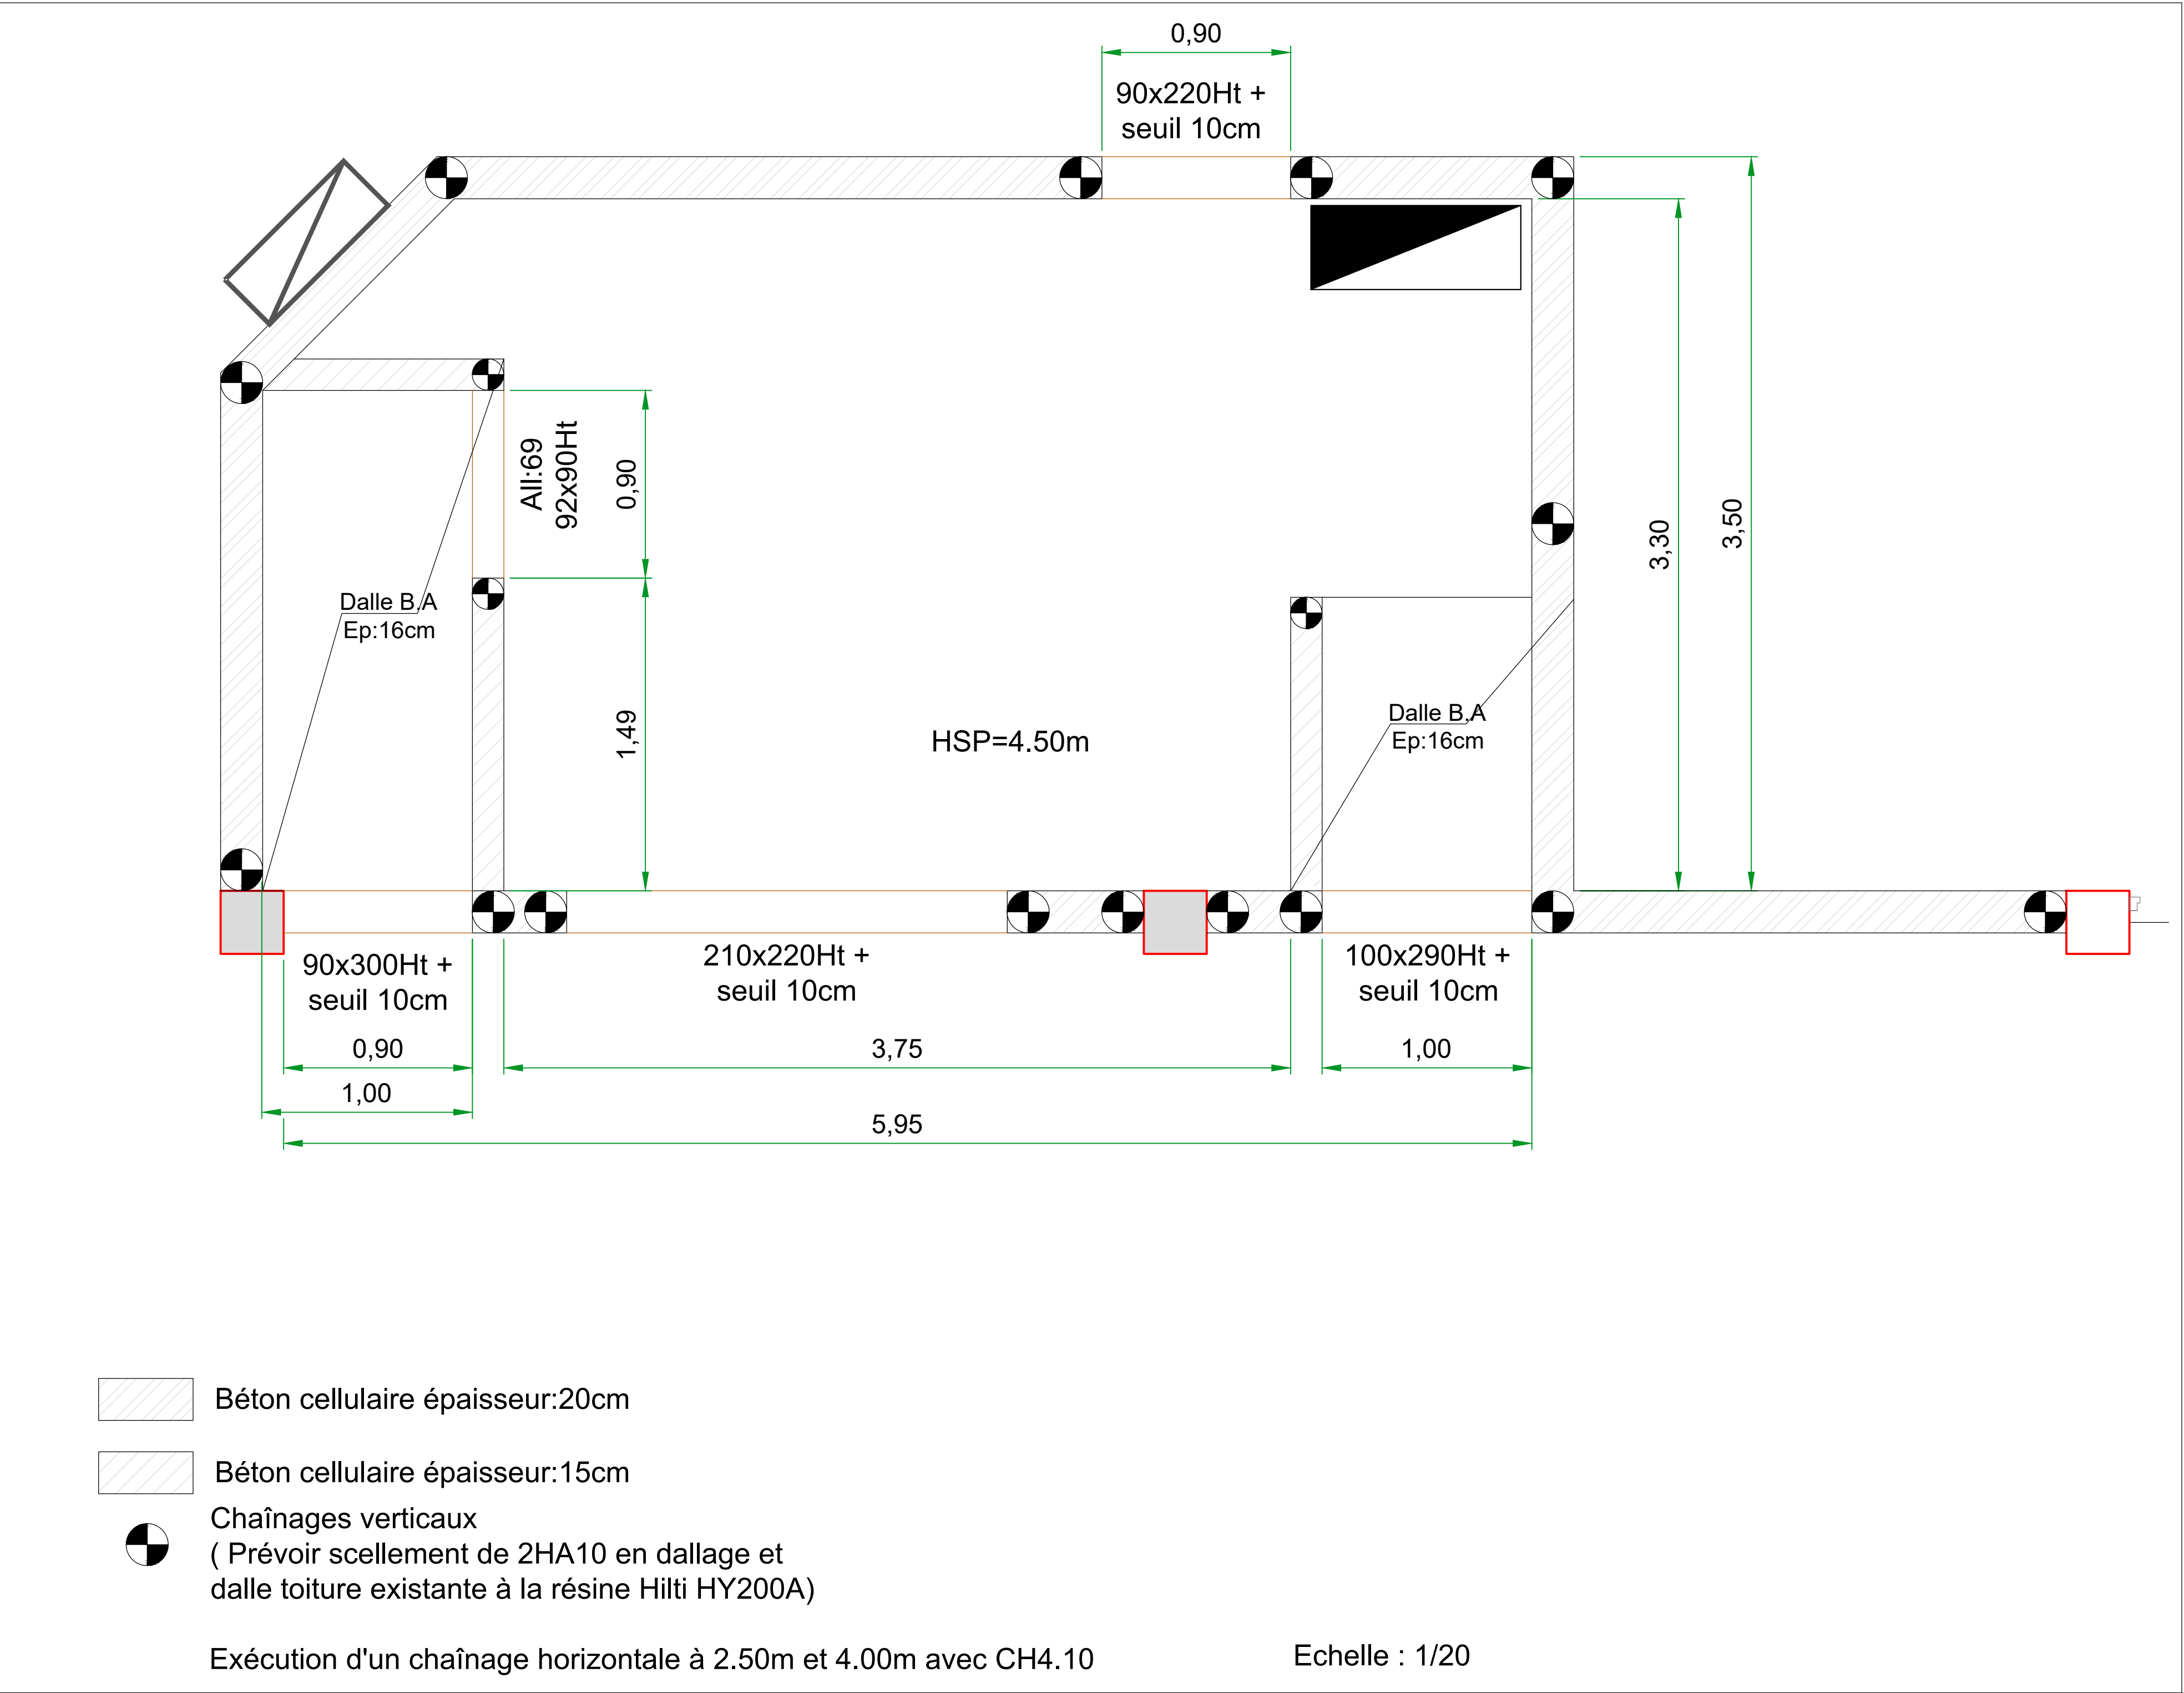 0,90
90x220Ht +
seuil 10cm
All:69
92x90Ht
0,90
3,50
3,30
Dalle B.A
Ep:16cm
1,49
Dalle B.A
Ep:16cm
HSP=4.50m
90x300Ht +
seuil 10cm
210x220Ht +
seuil 10cm
100x290Ht +
seuil 10cm
0,90
3,75
1,00
1,00
5,95
Béton cellulaire épaisseur:20cm
Béton cellulaire épaisseur:15cm
Chaînages verticaux
( Prévoir scellement de 2HA10 en dallage et
dalle toiture existante à la résine Hilti HY200A)
Exécution d'un chaînage horizontale à 2.50m et 4.00m avec CH4.10
Echelle : 1/20